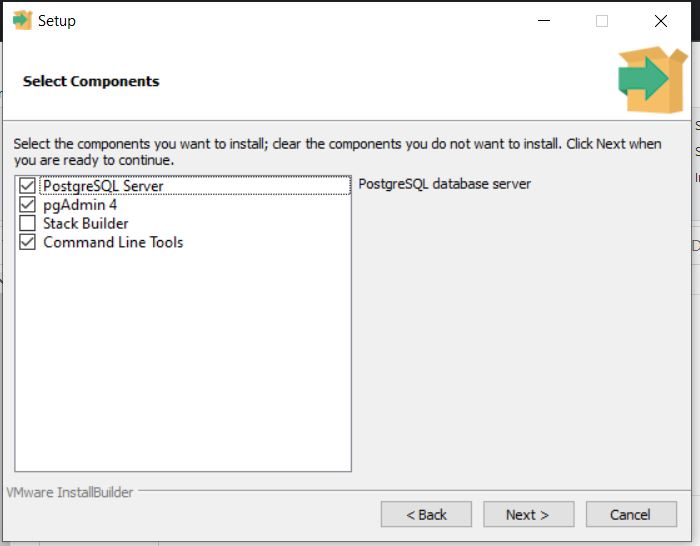 Setup
Select Components
Select the components you want to install; clear the components you do not want to install. Click Next when
you are ready to continue.
PostgreSQL Server
pgAdmin 4
Stack Builder
Command Line Tools
PostgreSQL database server
VMware InstallBuilder
< Back
Next >
Cancel